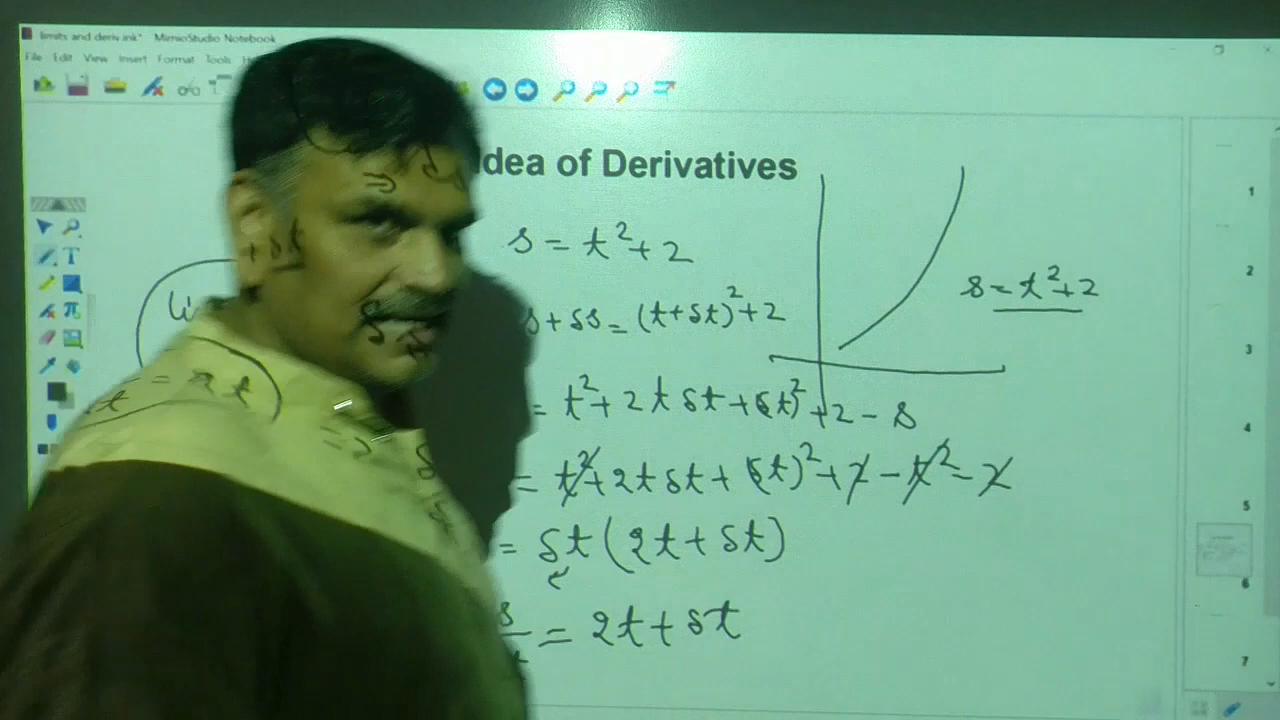 limits and deriv.ink* MimioStudio Notebook
File Edit View Insert Format Tools
Idea of Derivatives
s = t² + 2
s = t² + 2
s + δs = (t + δt)² + 2
= t² + 2t δt + (δt)² + 2 - s
= t² + 2t δt + (δt)² + 2 - t² - 2
= δt (2t + δt)
= 2t + δt
= 2t
1
2
3
4
5
6
7